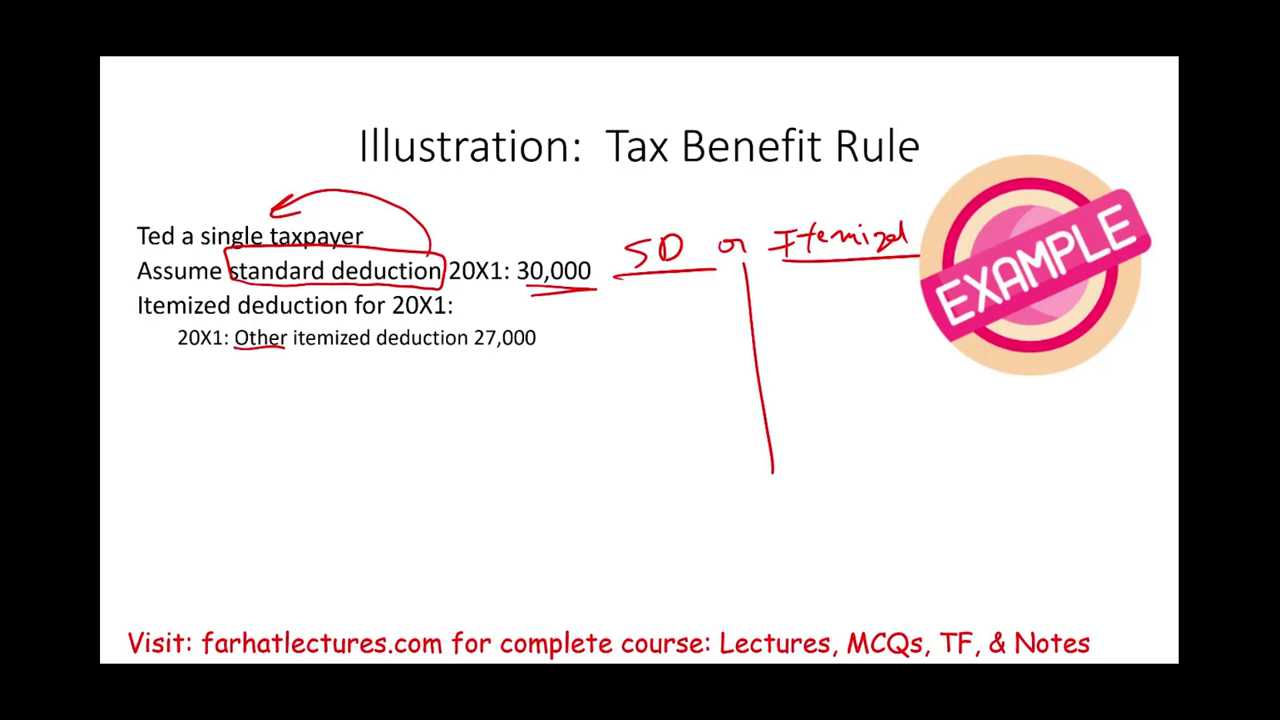 Illustration: Tax Benefit Rule
Ted a single taxpayer
Assume standard deduction 20X1: 30,000
SD or Itemized
Itemized deduction for 20X1:
20X1: Other itemized deduction 27,000
EXAMPLE
Visit: farhatlectures.com for complete course: Lectures, MCQs, TF, & Notes